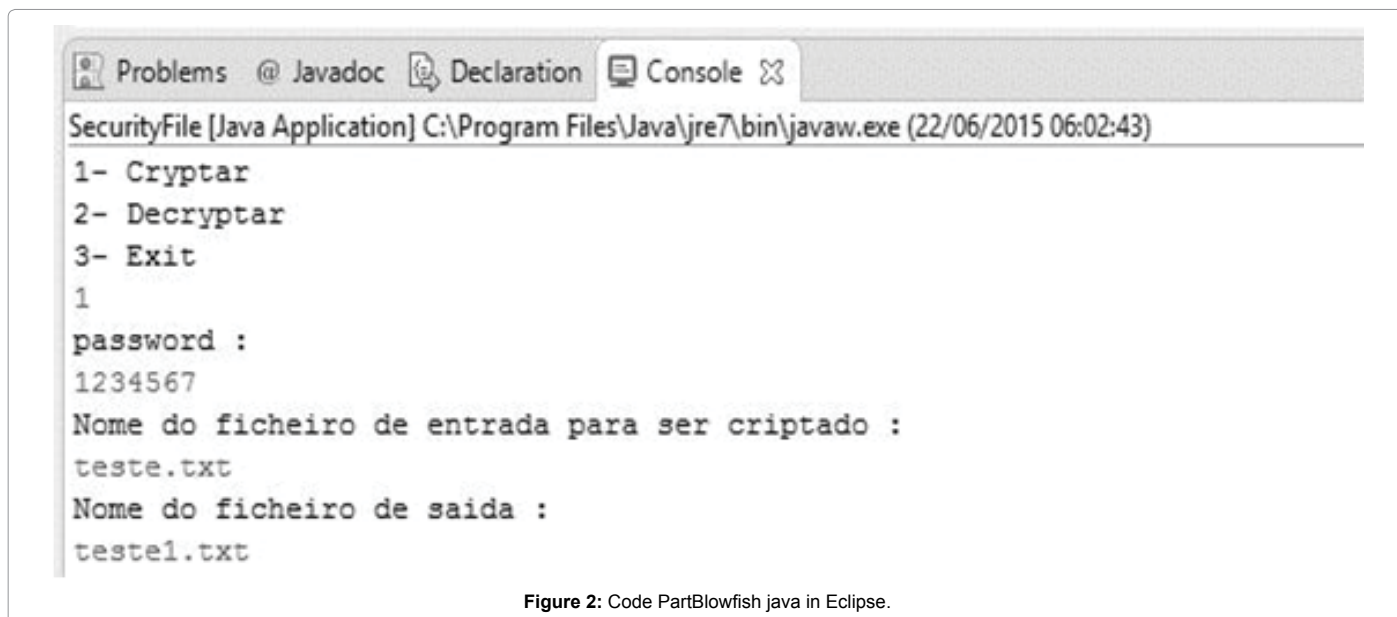 Problems @ Javadoc Declaration Console
SecurityFile [Java Application] C:\Program Files\Java\jre7\bin\javaw.exe (22/06/2015 06:02:43)
1- Cryptar
2- Decryptar
3- Exit
1
password :
1234567
Nome do ficheiro de entrada para ser criptado :
teste.txt
Nome do ficheiro de saida :
teste1.txt
Figure 2: Code PartBlowfish java in Eclipse.